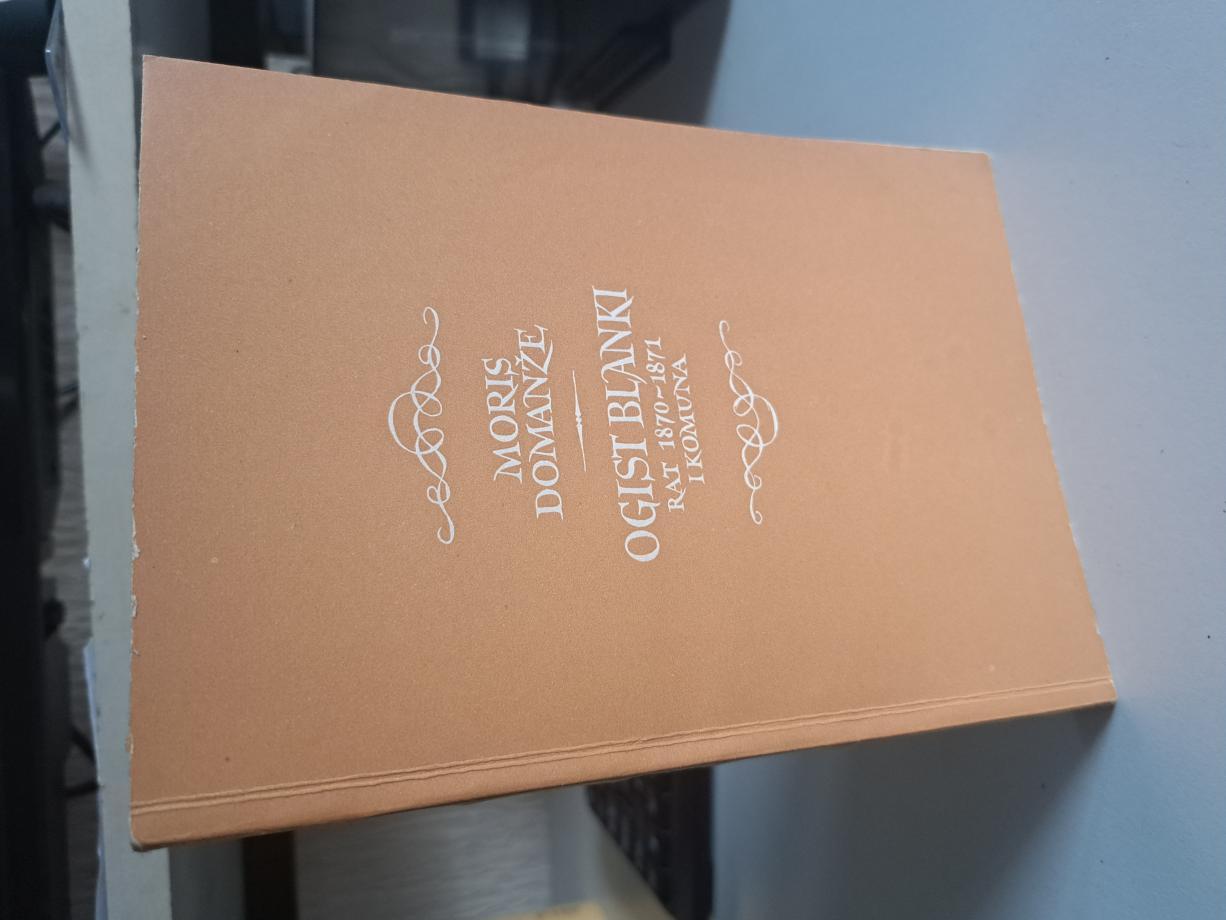 MORIS
DOMANŽE
OGIST BLANKI
RAT 1870–1871
I KOMUNA